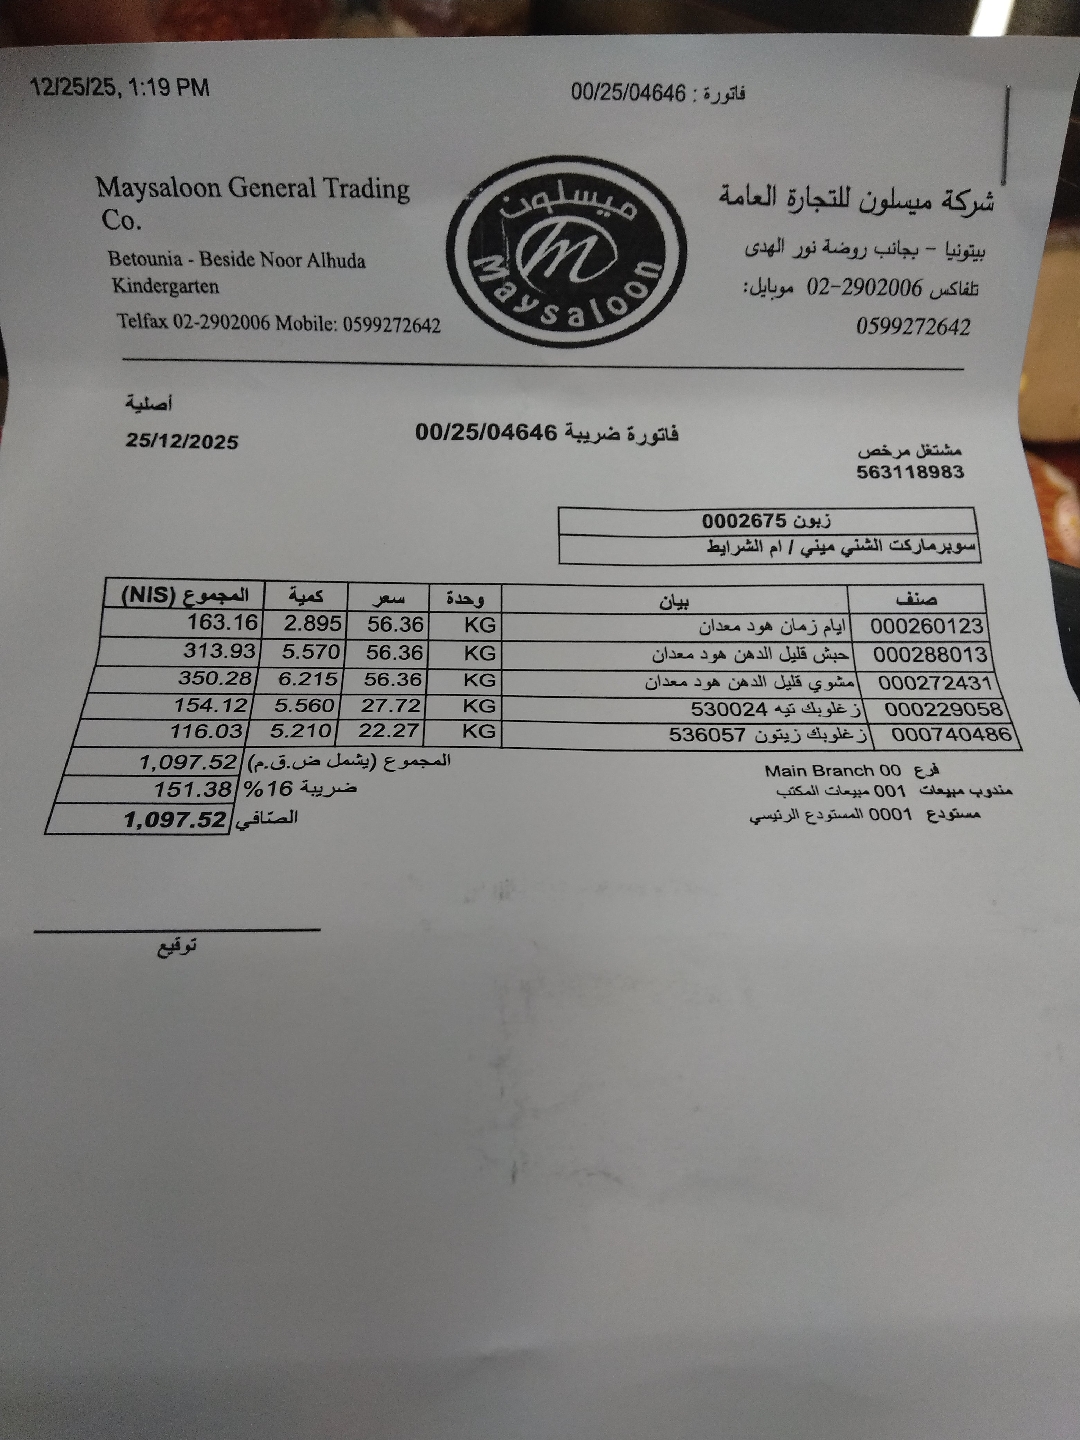 12/25/25, 1:19 PM
فاتورة : 00/25/04646
Maysaloon General Trading
Co.
Betounia - Beside Noor Alhuda
Kindergarten
Telfax 02-2902006 Mobile: 0599272642
ميسلون
m
Maysaloon
شركة ميسلون للتجارة العامة
بيتونيا - بجانب روضة نور الهدى
تلفاكس 2902006-02 موبايل:
0599272642
أصلية
25/12/2025
فاتورة ضريبة 00/25/04646
مشتغل مرخص
563118983
زبون 0002675
سوبرماركت الشني ميني / ام الشرايط
صنف بيان وحدة سعر كمية المجموع (NIS)
000260123 ايام زمان هود معدان KG 56.36 2.895 163.16
000288013 حبش قليل الدهن هود معدان KG 56.36 5.570 313.93
000272431 مشوي قليل الدهن هود معدان KG 56.36 6.215 350.28
000229058 زغلوبك تيه 530024 KG 27.72 5.560 154.12
000740486 زغلوبك زيتون 536057 KG 22.27 5.210 116.03
المجموع (يشمل ض.ق.م) 1,097.52
ضريبة 16% 151.38
الصّافي 1,097.52
فرع 00 Main Branch
مندوب مبيعات 001 مبيعات المكتب
مستودع 0001 المستودع الرئيسي
توقيع